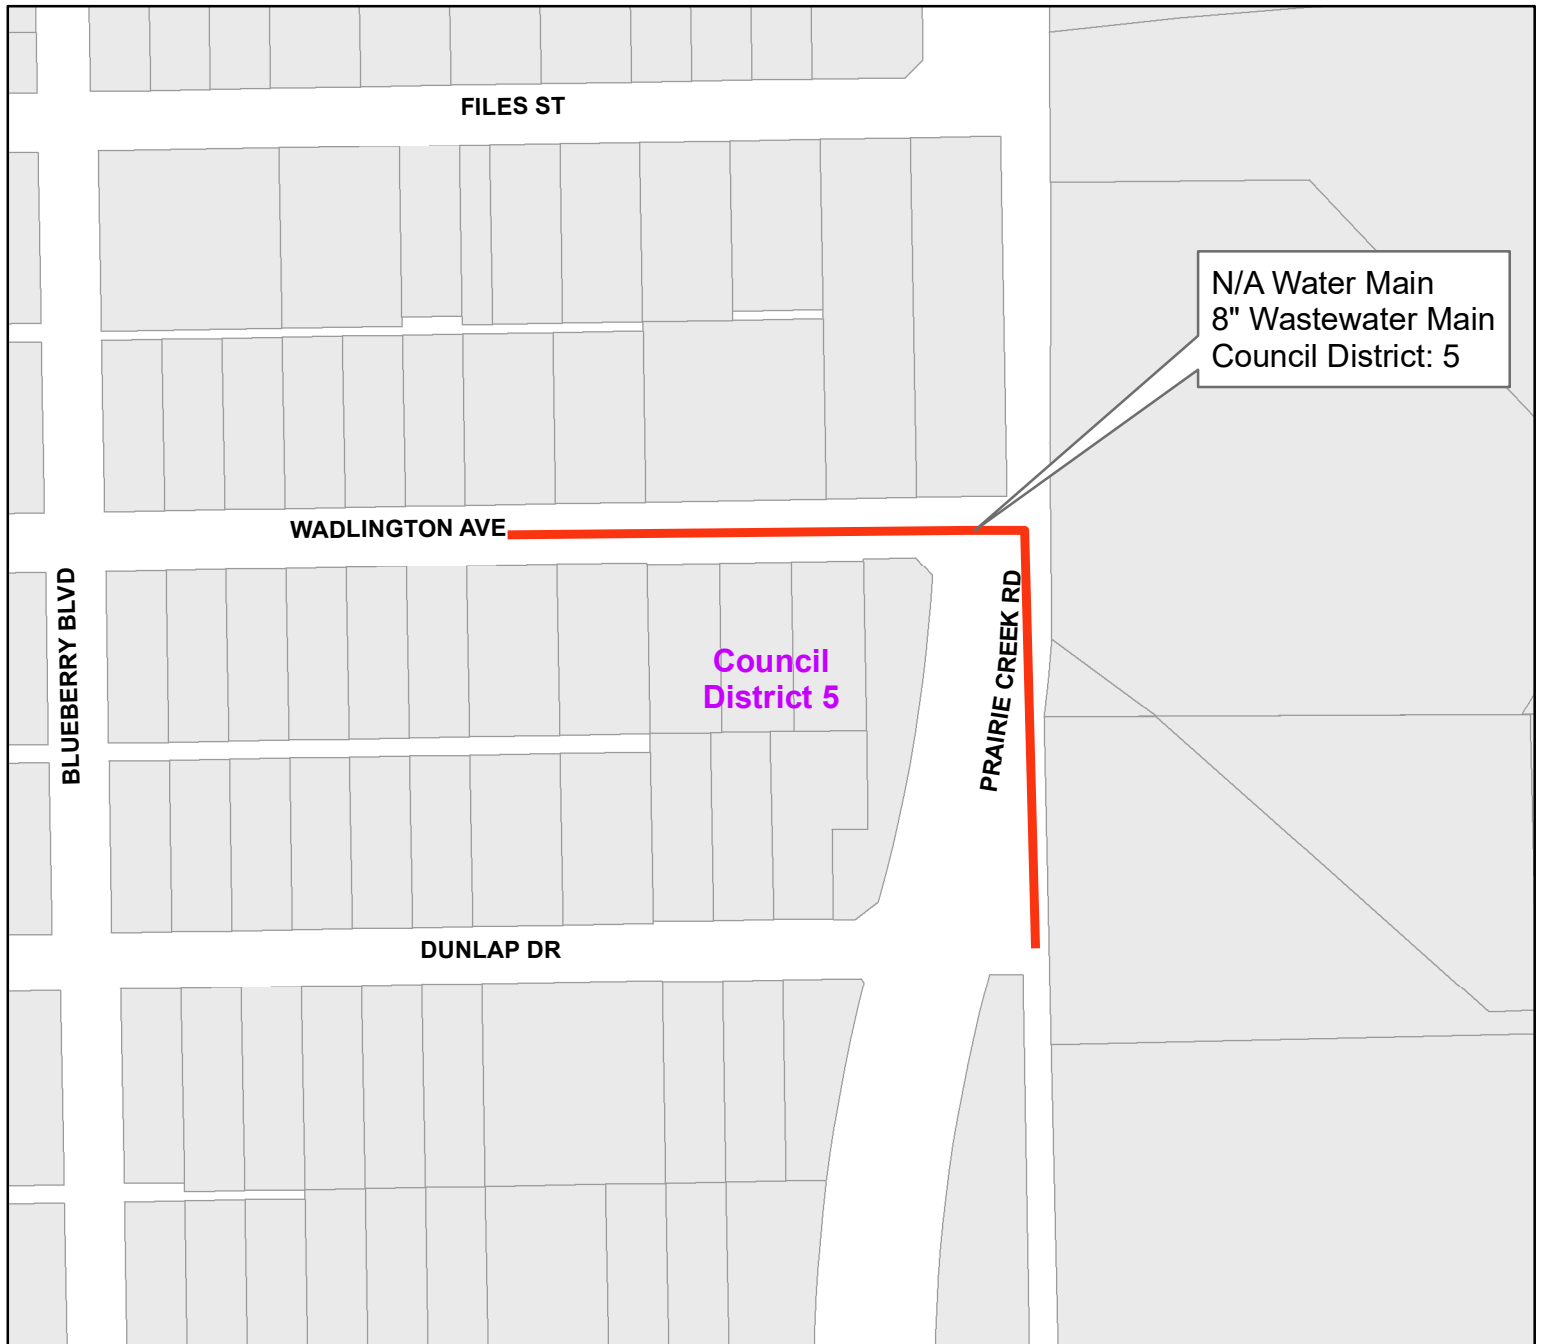 FILES ST
N/A Water Main
8" Wastewater Main
Council District: 5
WADLINGTON AVE
BLUEBERRY BLVD
PRAIRIE CREEK RD
Council
District 5
DUNLAP DR